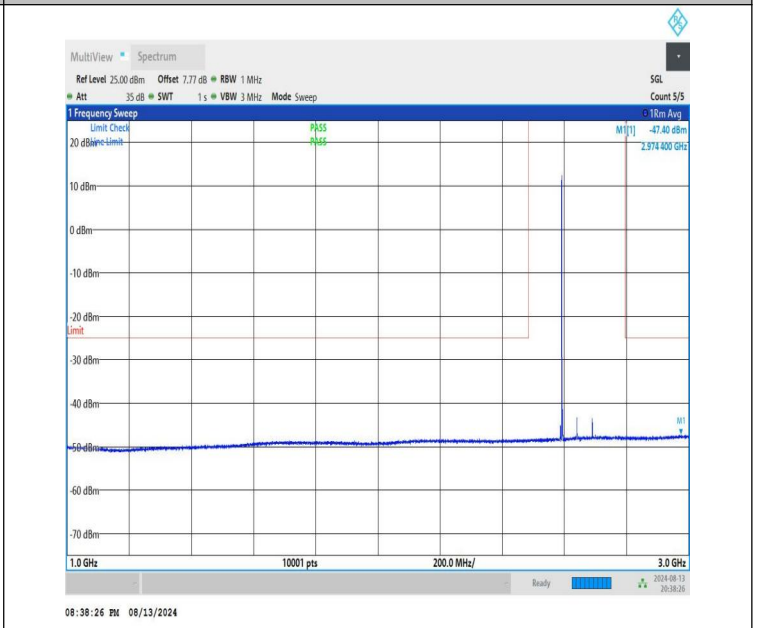 MultiView Spectrum
Ref Level 25.00 dBm Offset 7.77 dB RBW 1 MHz SGL
Att 35 dB SWT 1 s VBW 3 MHz Mode Sweep Count 5/5
1 Frequency Sweep 1Rm Avg
Limit Check PASS M1[1] -47.40 dBm
Line Limit PASS 2.974 400 GHz
20 dBm
10 dBm
0 dBm
-10 dBm
-20 dBm
Limit
-30 dBm
-40 dBm
M1
-50 dBm
-60 dBm
-70 dBm
1.0 GHz 10001 pts 200.0 MHz/ 3.0 GHz
Ready 2024-08-13
20:38:26
08:38:26 PM 08/13/2024